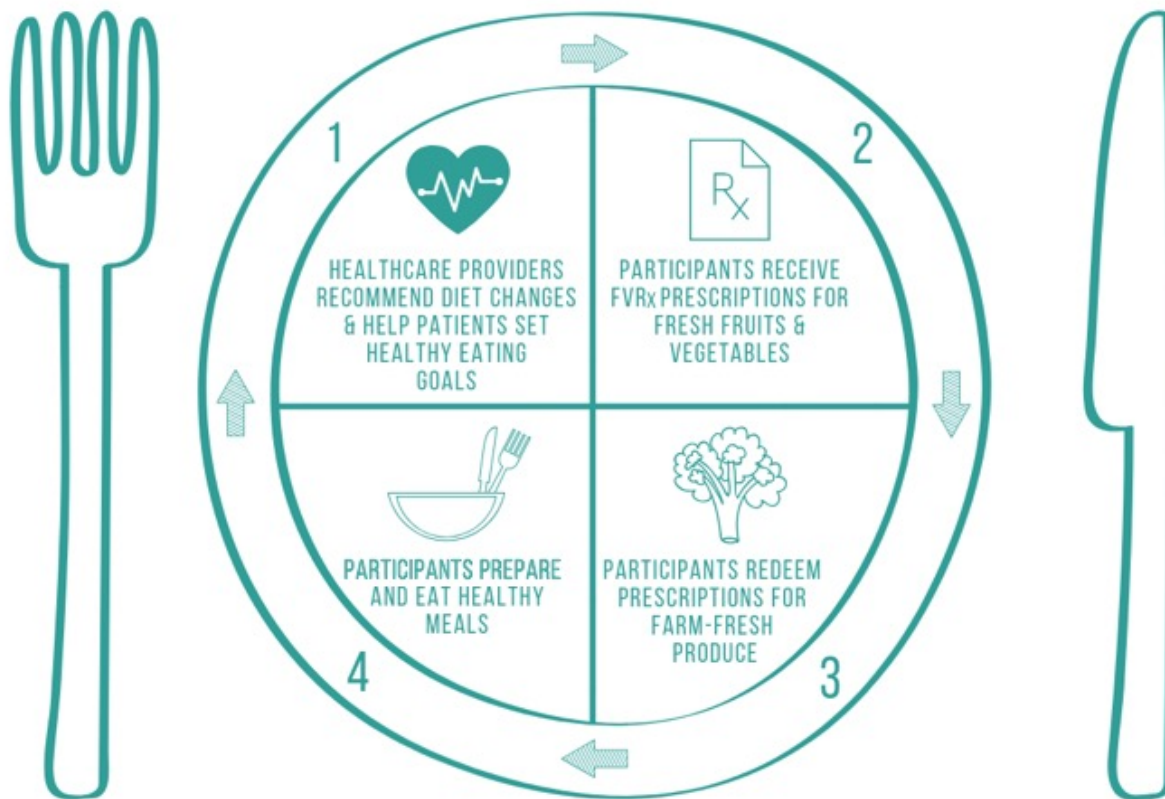 1
HEALTHCARE PROVIDERS
RECOMMEND DIET CHANGES
& HELP PATIENTS SET
HEALTHY EATING
GOALS
2
Rx
PARTICIPANTS RECEIVE
FVRx PRESCRIPTIONS FOR
FRESH FRUITS &
VEGETABLES
3
PARTICIPANTS REDEEM
PRESCRIPTIONS FOR
FARM-FRESH
PRODUCE
4
PARTICIPANTS PREPARE
AND EAT HEALTHY
MEALS